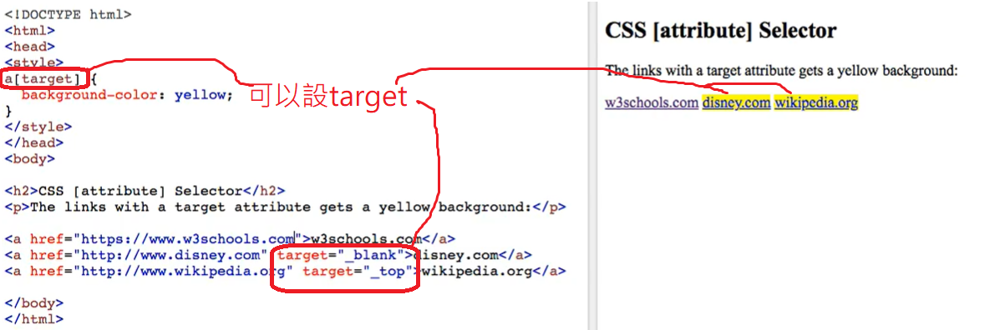 <!DOCTYPE html>
<html>
<head>
<style>
a[target] {
background-color: yellow;
}
</style>
</head>
<body>
<h2>CSS [attribute] Selector</h2>
<p>The links with a target attribute gets a yellow background:</p>
<a href="https://www.w3schools.com">w3schools.com</a>
<a href="http://www.disney.com" target="_blank">disney.com</a>
<a href="http://www.wikipedia.org" target="_top">wikipedia.org</a>
</body>
</html>
可以設target
CSS [attribute] Selector
The links with a target attribute gets a yellow background:
w3schools.com disney.com wikipedia.org